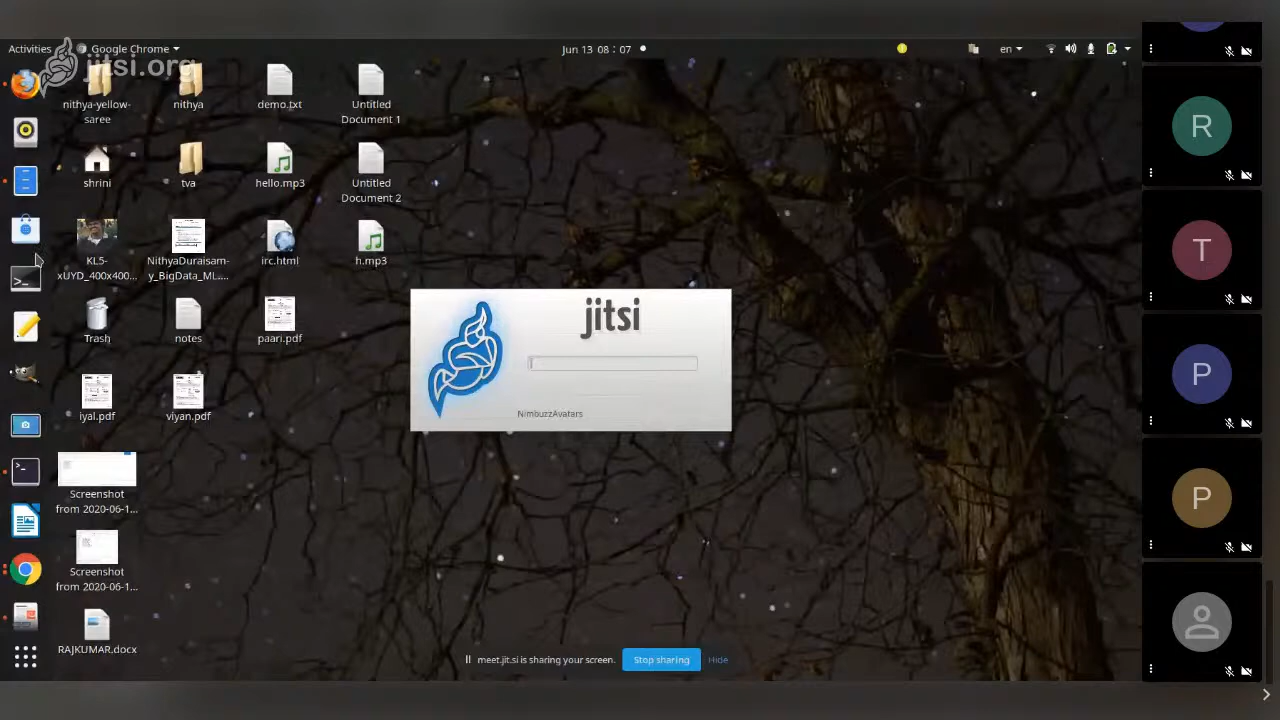 Activities
Google Chrome
Jun 13 08:07
en
jitsi.org
nithya-yellow-
saree
nithya
demo.txt
Untitled
Document 1
shrini
tva
hello.mp3
Untitled
Document 2
KL5-
xUYD_400x400...
NithyaDuraisam-
y_BigData_ML....
irc.html
h.mp3
Trash
notes
paari.pdf
iyal.pdf
viyan.pdf
Screenshot
from 2020-06-1...
Screenshot
from 2020-06-1...
RAJKUMAR.docx
jitsi
NimbuzzAvatars
meet.jit.si is sharing your screen.
Stop sharing
Hide
R
T
P
P